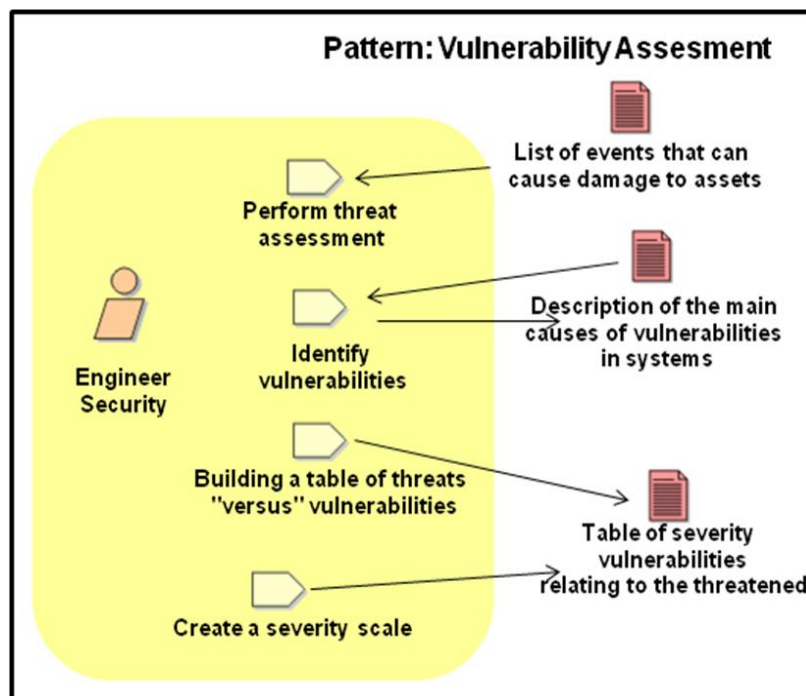 Pattern: Vulnerability Assesment
List of events that can
cause damage to assets
Perform threat
assessment
Description of the main
causes of vulnerabilities
in systems
Identify
vulnerabilities
Engineer
Security
Building a table of threats
"versus" vulnerabilities
Table of severity
vulnerabilities
relating to the threatened
Create a severity scale